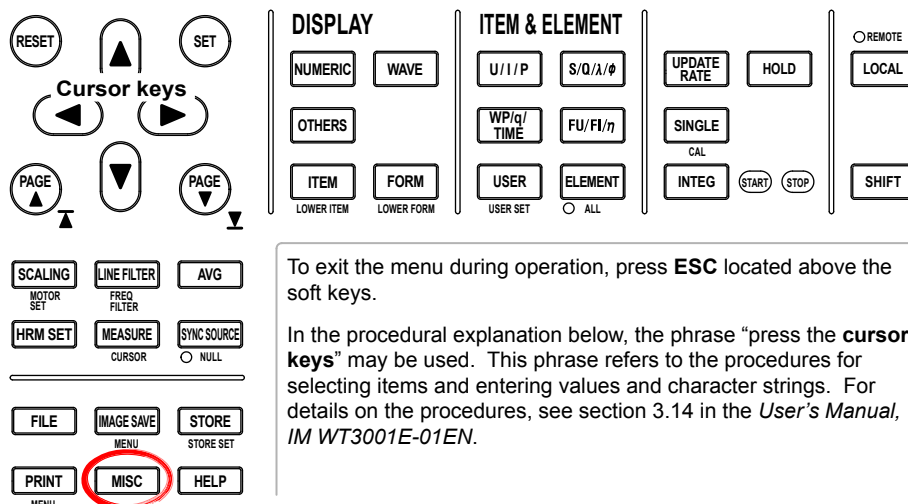 RESET
SET
Cursor keys
PAGE
PAGE
DISPLAY
NUMERIC
WAVE
OTHERS
ITEM
FORM
LOWER ITEM
LOWER FORM
ITEM & ELEMENT
U / I / P
S/Q/λ/ϕ
WP/q/
TIME
FU/FI/η
USER
ELEMENT
USER SET
ALL
UPDATE
RATE
HOLD
SINGLE
CAL
INTEG
START
STOP
REMOTE
LOCAL
SHIFT
SCALING
LINE FILTER
AVG
MOTOR
SET
FREQ
FILTER
HRM SET
MEASURE
SYNC SOURCE
CURSOR
NULL
FILE
IMAGE SAVE
STORE
MENU
STORE SET
PRINT
MISC
HELP
MENU
To exit the menu during operation, press ESC located above the
soft keys.
In the procedural explanation below, the phrase “press the cursor
keys” may be used. This phrase refers to the procedures for
selecting items and entering values and character strings. For
details on the procedures, see section 3.14 in the User’s Manual,
IM WT3001E-01EN.